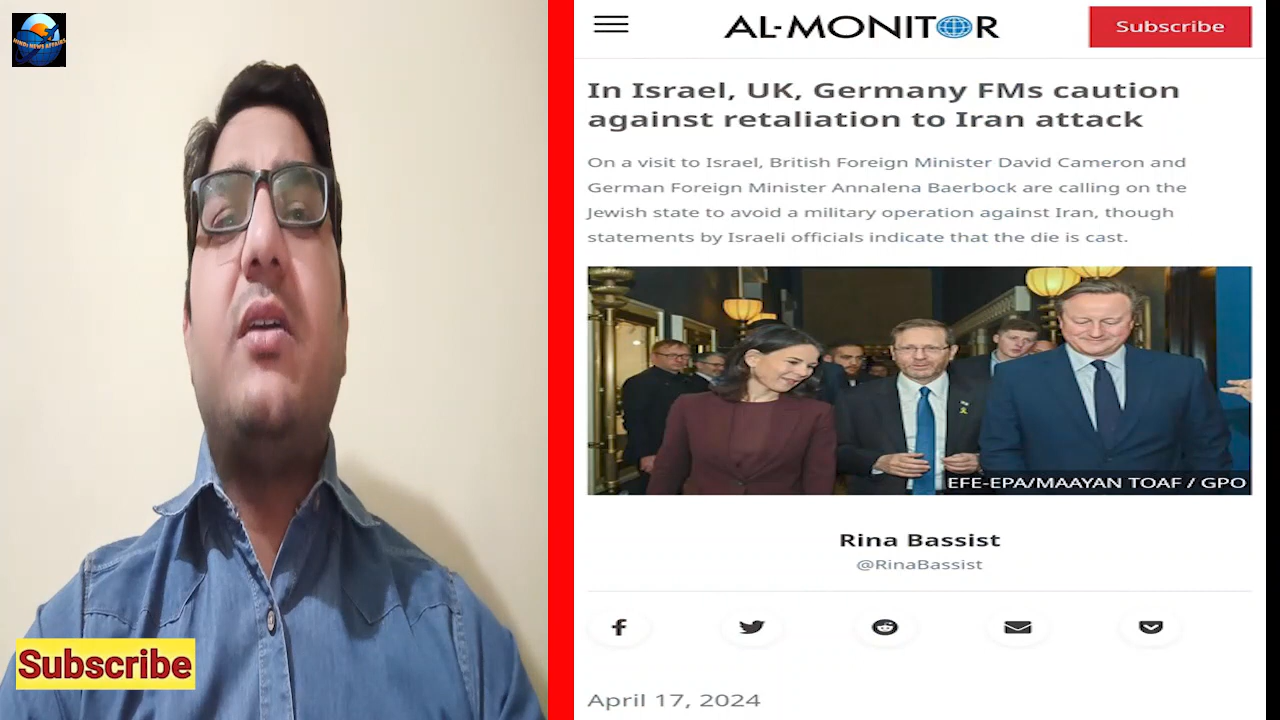 HINDI NEWS AFFAIRS
Subscribe
AL-MONITOR
Subscribe
In Israel, UK, Germany FMs caution
against retaliation to Iran attack
On a visit to Israel, British Foreign Minister David Cameron and
German Foreign Minister Annalena Baerbock are calling on the
Jewish state to avoid a military operation against Iran, though
statements by Israeli officials indicate that the die is cast.
EFE-EPA/MAAYAN TOAF / GPO
Rina Bassist
@RinaBassist
April 17, 2024